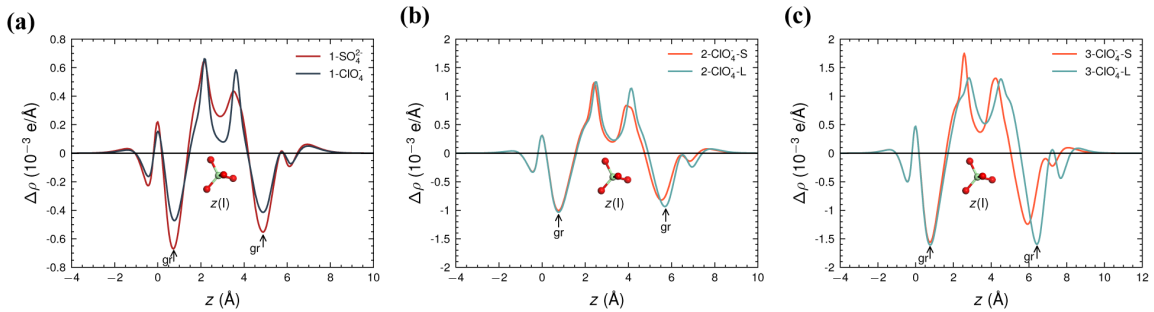 (a)
0.8
0.6
0.4
0.2
0
−0.2
−0.4
−0.6
0.8
Δρ (10⁻³ e/Å)
1-SO₄²⁻
1-ClO₄⁻
z(I)
gr
gr
−4 −2 0 2 4 6 8 10
z (Å)
(b)
2
1.5
1
0.5
0
−0.5
−1
−1.5
−2
Δρ (10⁻³ e/Å)
2-ClO₄⁻-S
2-ClO₄⁻-L
z(I)
gr
gr
−4 −2 0 2 4 6 8 10
z (Å)
(c)
2
1.5
1
0.5
0
−0.5
−1
−1.5
−2
Δρ (10⁻³ e/Å)
3-ClO₄⁻-S
3-ClO₄⁻-L
z(I)
gr
gr
−4 −2 0 2 4 6 8 10 12
z (Å)